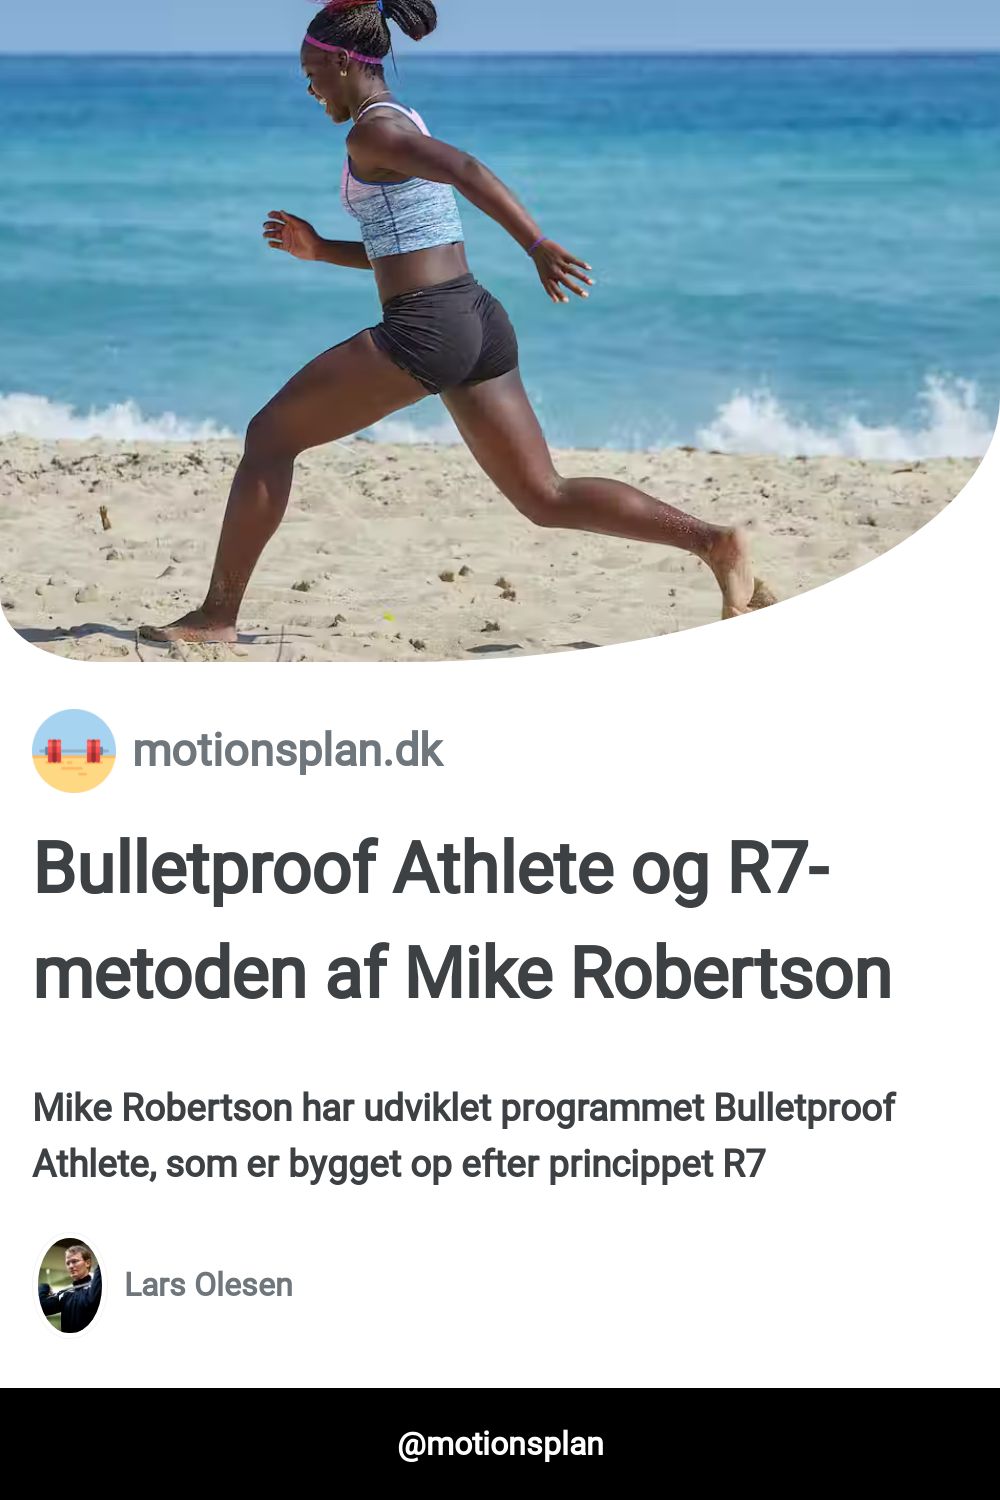 motionsplan.dk
Bulletproof Athlete og R7-
metoden af Mike Robertson
Mike Robertson har udviklet programmet Bulletproof
Athlete, som er bygget op efter princippet R7
Lars Olesen
@motionsplan